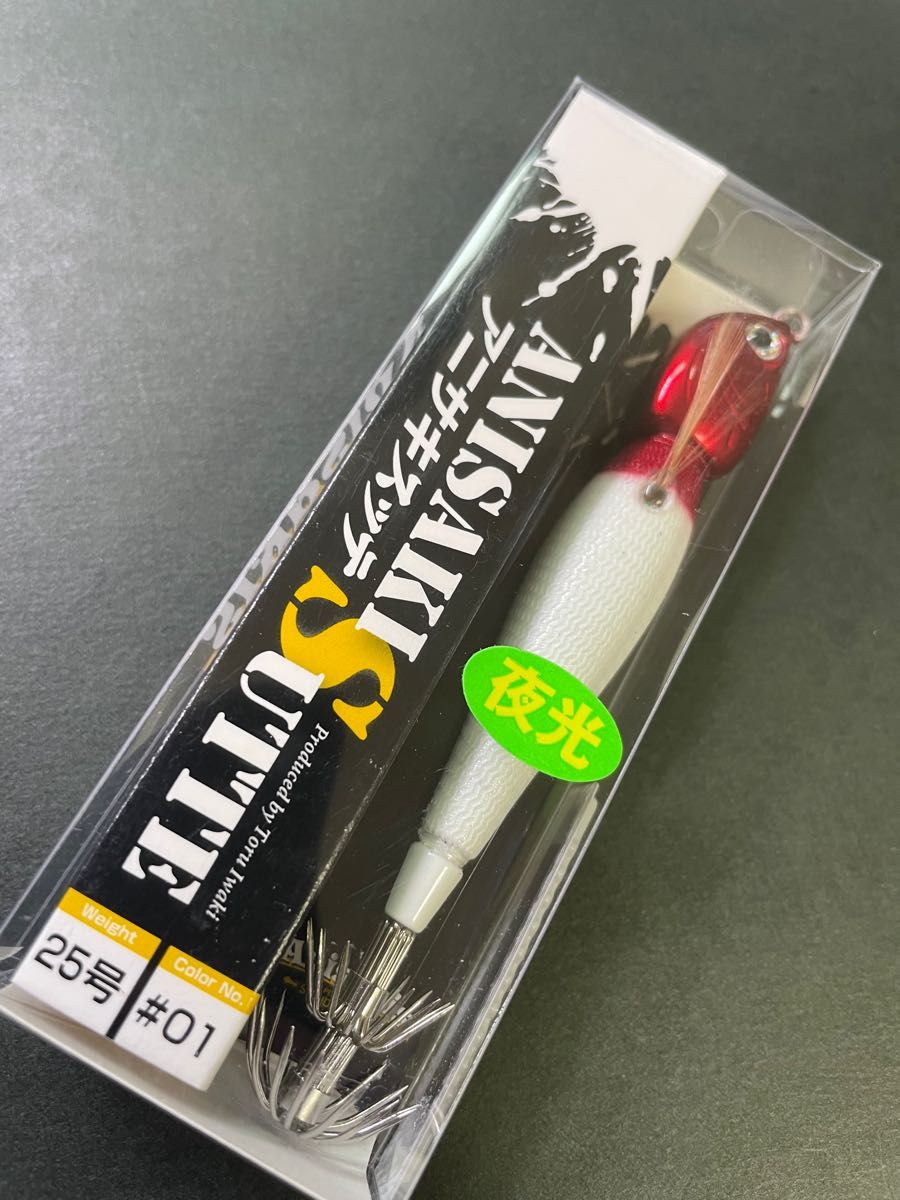 ANISAKI
アニサキスッテ
SUTTE
Produced by Toru Iwaki
夜光
Weight
25号
Color No.
#01